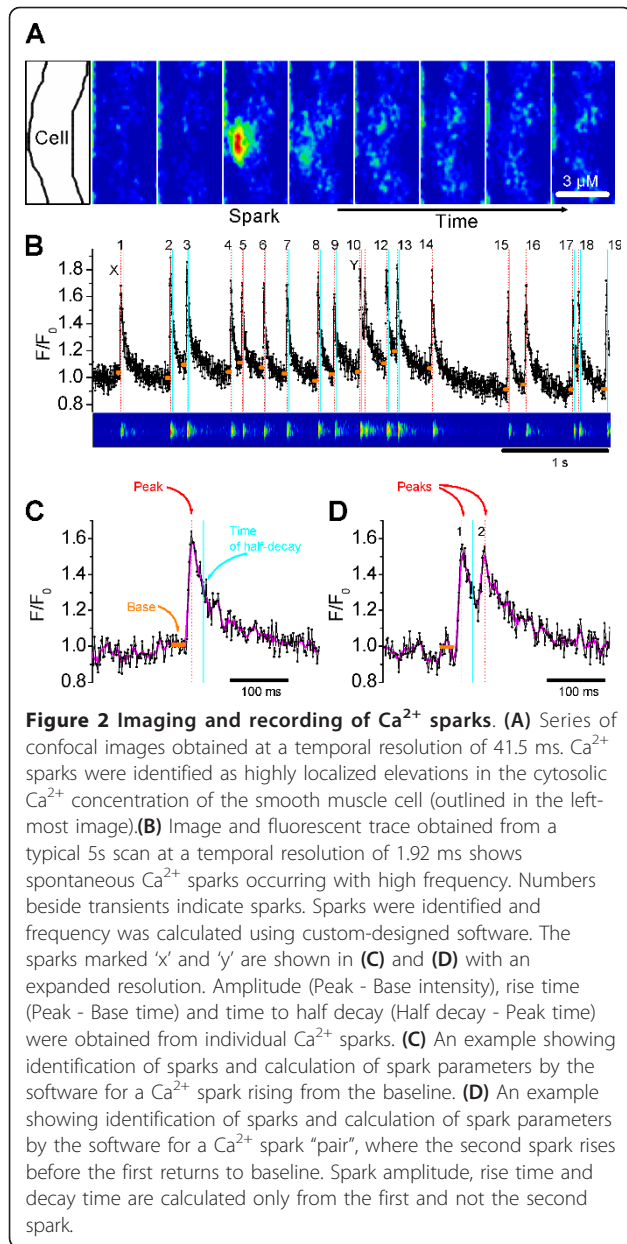 A
Cell
3 µM
Spark
Time
B
1 2 3 4 5 6 7 8 9 10 12 13 14 15 16 17 18 19
X
Y
1.8
1.6
1.4
1.2
1.0
0.8
F/F0
1 s
C
Peak
Time
of half-decay
Base
1.6
1.4
1.2
1.0
0.8
F/F0
100 ms
D
Peaks
1 2
1.6
1.4
1.2
1.0
0.8
F/F0
100 ms
Figure 2 Imaging and recording of Ca2+ sparks. (A) Series of
confocal images obtained at a temporal resolution of 41.5 ms. Ca2+
sparks were identified as highly localized elevations in the cytosolic
Ca2+ concentration of the smooth muscle cell (outlined in the left-
most image).(B) Image and fluorescent trace obtained from a
typical 5s scan at a temporal resolution of 1.92 ms shows
spontaneous Ca2+ sparks occurring with high frequency. Numbers
beside transients indicate sparks. Sparks were identified and
frequency was calculated using custom-designed software. The
sparks marked ‘x’ and ‘y’ are shown in (C) and (D) with an
expanded resolution. Amplitude (Peak - Base intensity), rise time
(Peak - Base time) and time to half decay (Half decay - Peak time)
were obtained from individual Ca2+ sparks. (C) An example showing
identification of sparks and calculation of spark parameters by the
software for a Ca2+ spark rising from the baseline. (D) An example
showing identification of sparks and calculation of spark parameters
by the software for a Ca2+ spark “pair”, where the second spark rises
before the first returns to baseline. Spark amplitude, rise time and
decay time are calculated only from the first and not the second
spark.